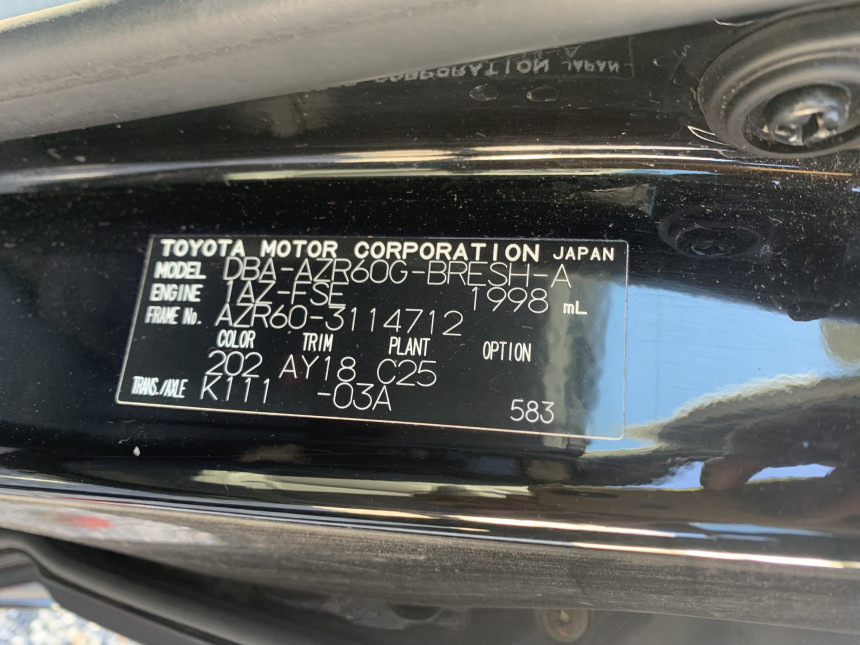 TOYOTA MOTOR CORPORATION JAPAN
MODEL DBA-AZR60G-BRESH-A
ENGINE 1AZ-FSE 1998 mL
FRAME No. AZR60-3114712
COLOR TRIM PLANT OPTION
202 AY18 C25
TRANS./AXLE K111 -03A
583